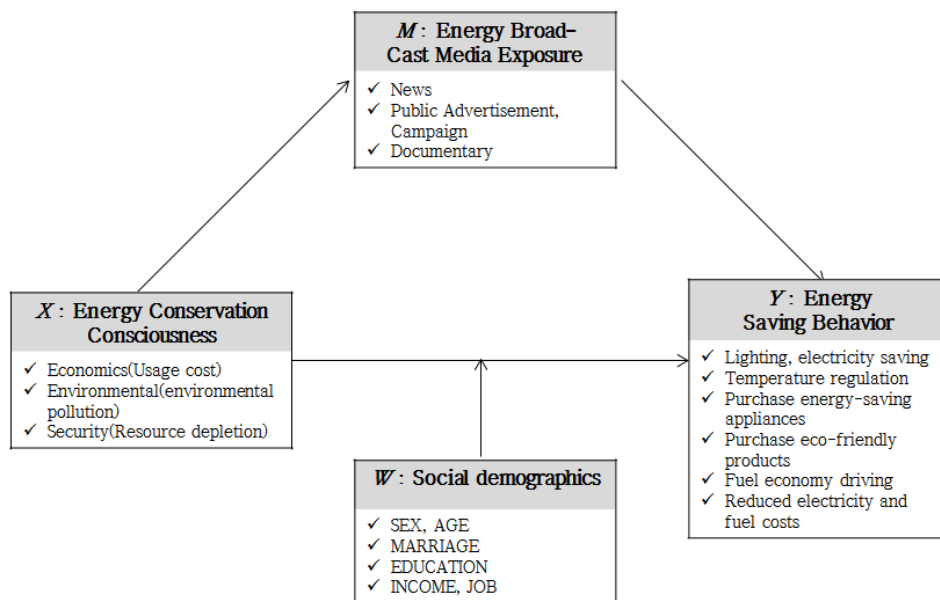 M : Energy Broad-
Cast Media Exposure
✓ News
✓ Public Advertisement,
Campaign
✓ Documentary
X : Energy Conservation
Consciousness
✓ Economics(Usage cost)
✓ Environmental(environmental
pollution)
✓ Security(Resource depletion)
Y : Energy
Saving Behavior
✓ Lighting, electricity saving
✓ Temperature regulation
✓ Purchase energy-saving
appliances
✓ Purchase eco-friendly
products
✓ Fuel economy driving
✓ Reduced electricity and
fuel costs
W : Social demographics
✓ SEX, AGE
✓ MARRIAGE
✓ EDUCATION
✓ INCOME, JOB